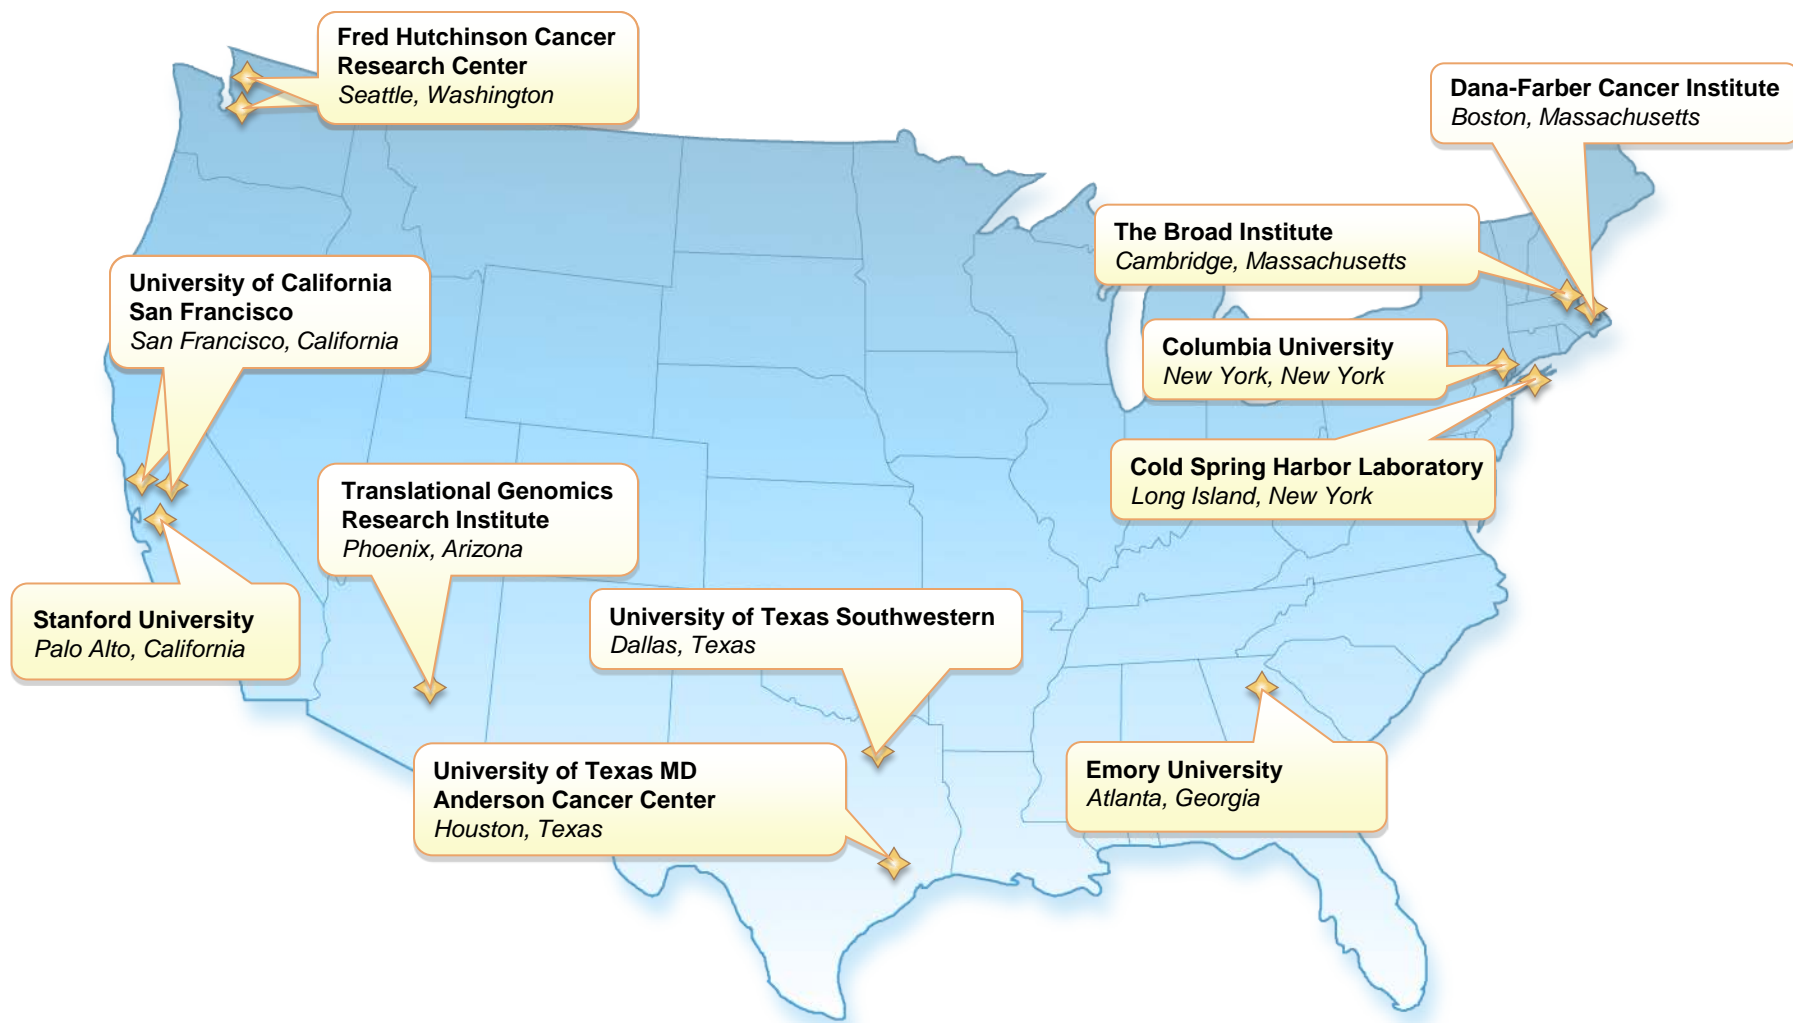 Fred Hutchinson Cancer
Research Center
Seattle, Washington
Dana-Farber Cancer Institute
Boston, Massachusetts
The Broad Institute
Cambridge, Massachusetts
University of California
San Francisco
San Francisco, California
Columbia University
New York, New York
Cold Spring Harbor Laboratory
Long Island, New York
Translational Genomics
Research Institute
Phoenix, Arizona
Stanford University
Palo Alto, California
University of Texas Southwestern
Dallas, Texas
University of Texas MD
Anderson Cancer Center
Houston, Texas
Emory University
Atlanta, Georgia